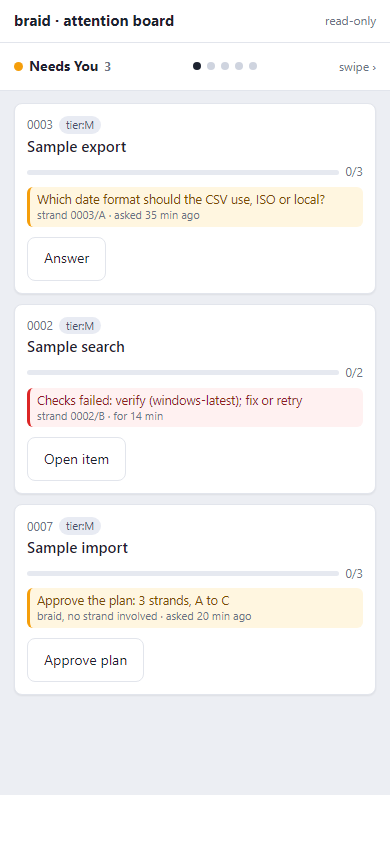 braid · attention board
read-only
Needs You 3
swipe ›
0003 tier:M
Sample export
0/3
Which date format should the CSV use, ISO or local?
strand 0003/A · asked 35 min ago
Answer
0002 tier:M
Sample search
0/2
Checks failed: verify (windows-latest); fix or retry
strand 0002/B · for 14 min
Open item
0007 tier:M
Sample import
0/3
Approve the plan: 3 strands, A to C
braid, no strand involved · asked 20 min ago
Approve plan